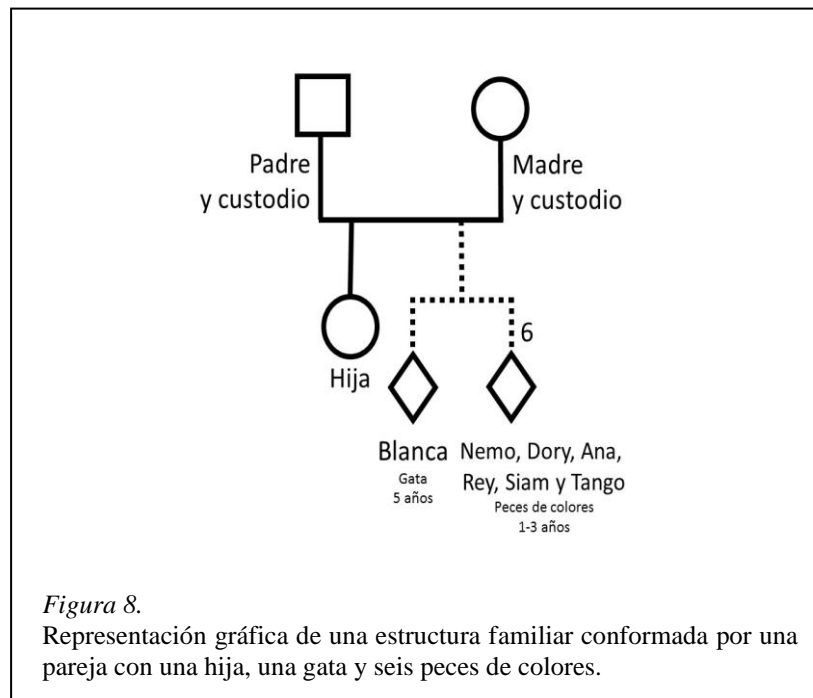 Padre
y custodio
Madre
y custodio
6
Hija
Blanca
Gata
5 años
Nemo, Dory, Ana,
Rey, Siam y Tango
Peces de colores
1-3 años
Figura 8.
Representación gráfica de una estructura familiar conformada por una
pareja con una hija, una gata y seis peces de colores.